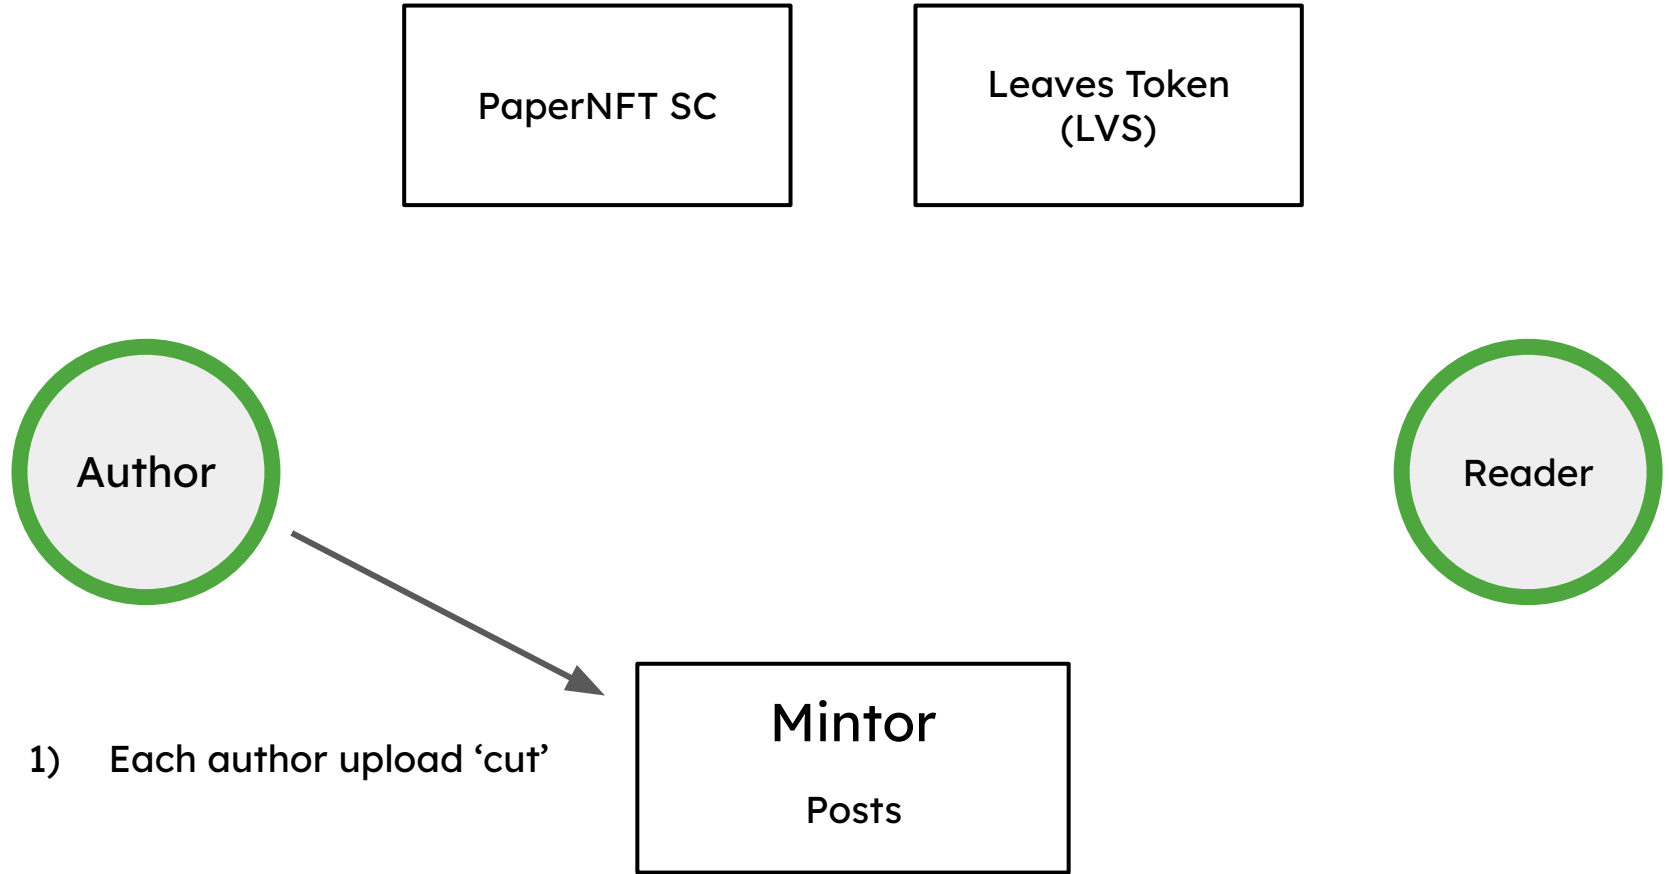 PaperNFT SC
Leaves Token
(LVS)
Author
Reader
1) Each author upload ‘cut’
Mintor
Posts